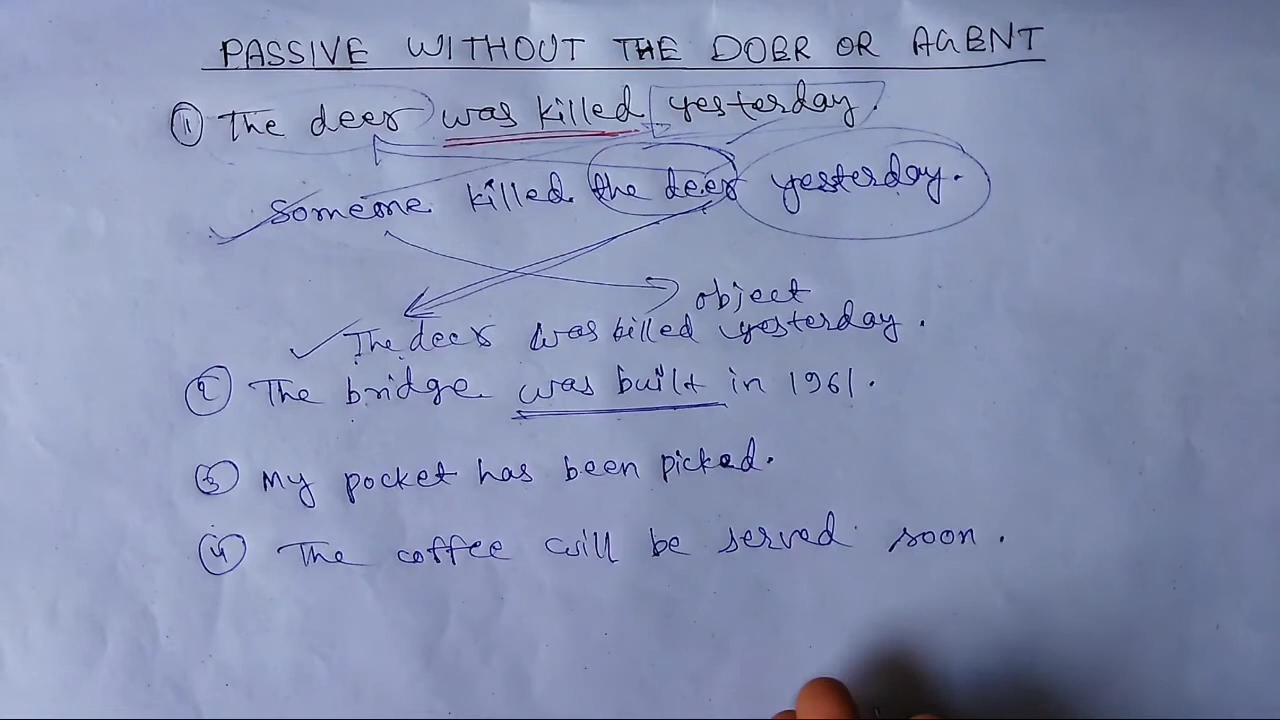 PASSIVE WITHOUT THE DOER OR AGENT
① The deer was killed yesterday.
Someone killed the deer yesterday.
object
The deer was killed yesterday.
② The bridge was built in 1961.
③ My pocket has been picked.
④ The coffee will be served soon.